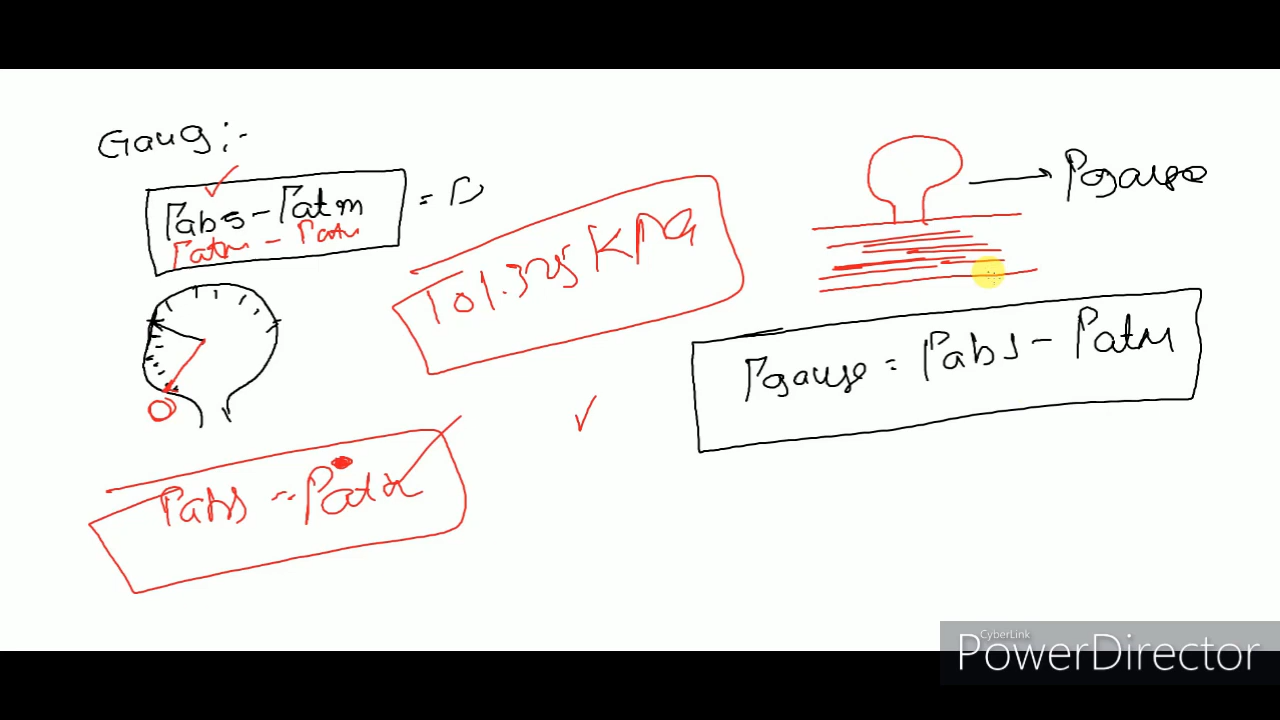 Gaug :-
Pabs - Patm = 0
Patm - Patm
101.325 KPa
Pabs = Patm
Pgauge
Pgauge = Pabs - Patm
0
CyberLink
PowerDirector